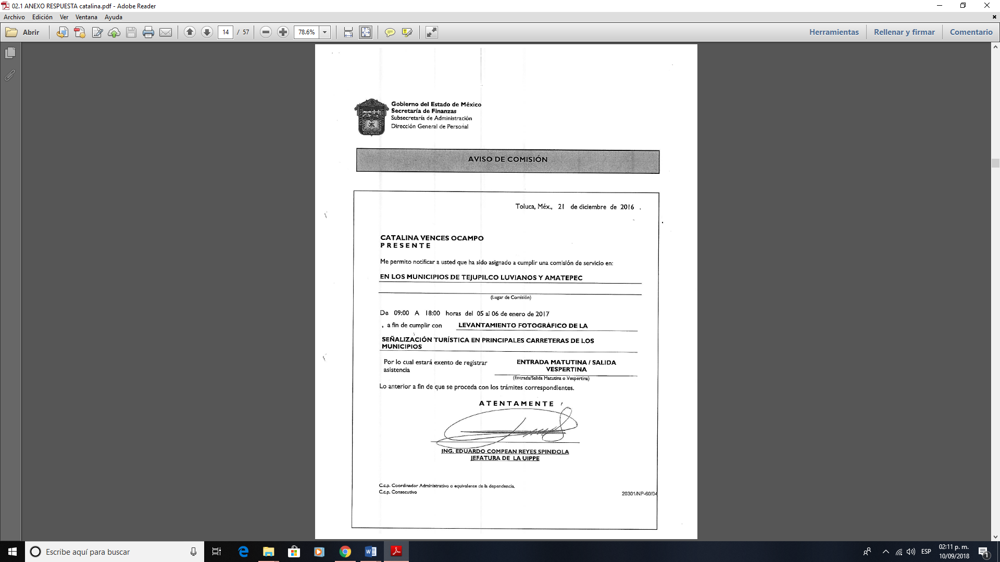 02.1 ANEXO RESPUESTA catalina.pdf - Adobe Reader
Archivo Edición Ver Ventana Ayuda
Abrir 14 / 57 78.6% Herramientas Rellenar y firmar Comentario
Gobierno del Estado de México
Secretaría de Finanzas
Subsecretaría de Administración
Dirección General de Personal
AVISO DE COMISIÓN
Toluca, Méx., 21 de diciembre de 2016 .
CATALINA VENCES OCAMPO
P R E S E N T E
Me permito notificar a usted que ha sido asignado a cumplir una comisión de servicio en:
EN LOS MUNICIPIOS DE TEJUPILCO LUVIANOS Y AMATEPEC
(Lugar de Comisión)
De 09:00 A 18:00 horas del 05 al 06 de enero de 2017
, a fin de cumplir con LEVANTAMIENTO FOTOGRÁFICO DE LA
SEÑALIZACIÓN TURÍSTICA EN PRINCIPALES CARRETERAS DE LOS
MUNICIPIOS
Por lo cual estará exento de registrar asistencia
ENTRADA MATUTINA / SALIDA
VESPERTINA
(Entrada/Salida Matutina o Vespertina)
Lo anterior a fin de que se proceda con los trámites correspondientes.
A T E N T A M E N T E
ING. EDUARDO COMPEAN REYES SPINDOLA
JEFATURA DE LA UIPPE
C.c.p. Coordinador Administrativo o equivalente de la dependencia.
C.c.p. Consecutivo
20301/NP-60/04
Escribe aquí para buscar
ESP
02:11 p. m.
10/09/2018
1